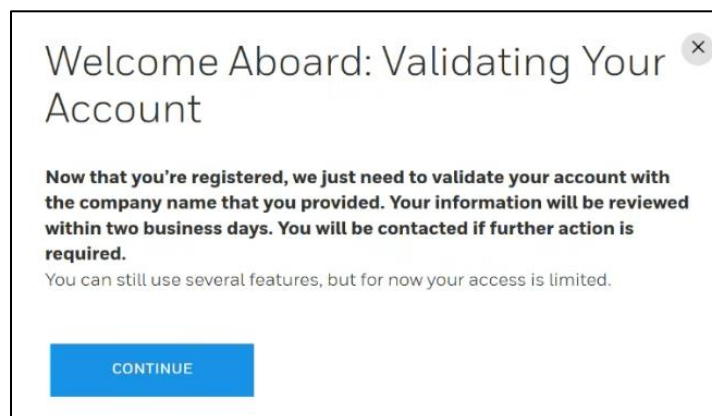 Welcome Aboard: Validating Your
Account
Now that you're registered, we just need to validate your account with
the company name that you provided. Your information will be reviewed
within two business days. You will be contacted if further action is
required.
You can still use several features, but for now your access is limited.
CONTINUE